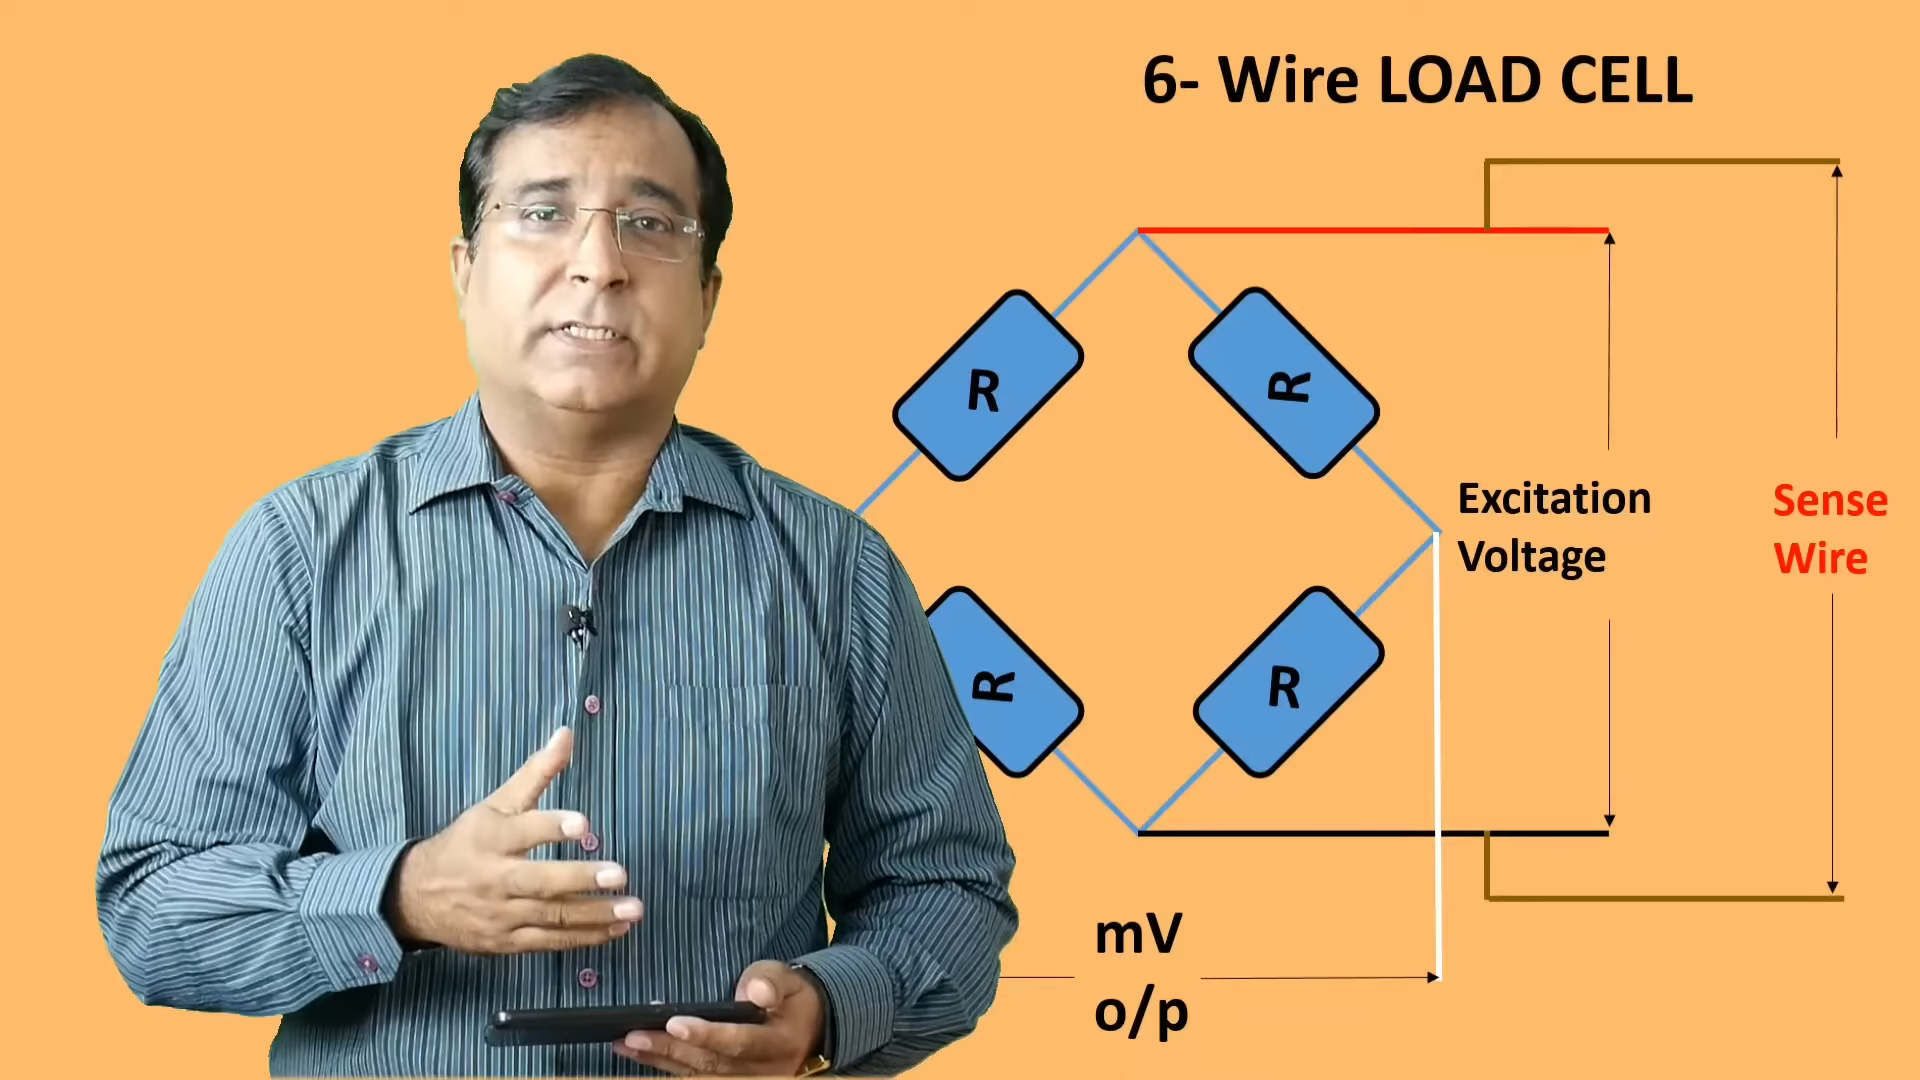 6- Wire LOAD CELL
R
R
Excitation
Voltage
Sense
Wire
R
R
mV
o/p